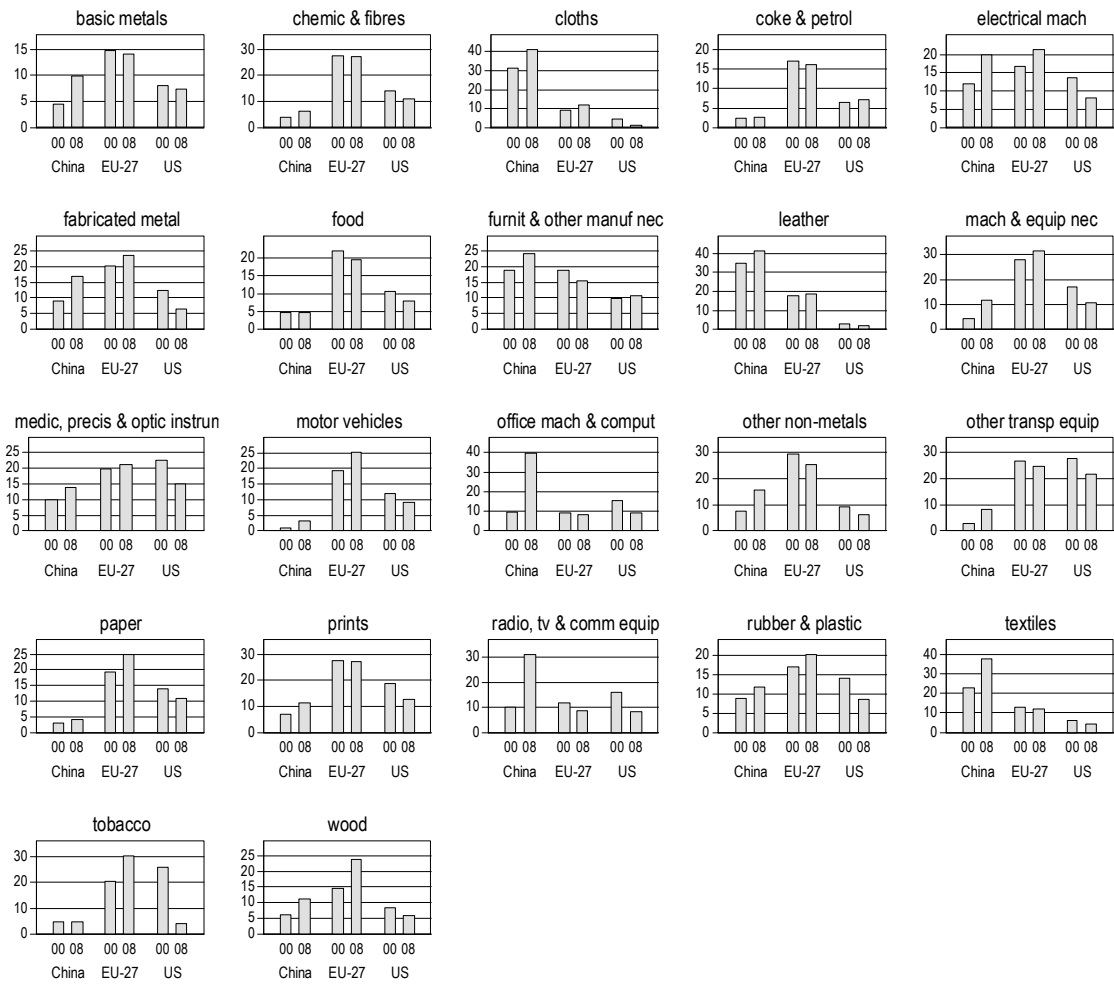 basic metals
15
10
5
0
00 08 00 08 00 08
China EU-27 US
chemic & fibres
30
20
10
0
00 08 00 08 00 08
China EU-27 US
cloths
40
30
20
10
0
00 08 00 08 00 08
China EU-27 US
coke & petrol
20
15
10
5
0
00 08 00 08 00 08
China EU-27 US
electrical mach
20
15
10
5
0
00 08 00 08 00 08
China EU-27 US
fabricated metal
25
20
15
10
5
0
00 08 00 08 00 08
China EU-27 US
food
20
15
10
5
0
00 08 00 08 00 08
China EU-27 US
furnit & other manuf nec
25
20
15
10
5
0
00 08 00 08 00 08
China EU-27 US
leather
40
30
20
10
0
00 08 00 08 00 08
China EU-27 US
mach & equip nec
30
20
10
0
00 08 00 08 00 08
China EU-27 US
medic, precis & optic instrun
25
20
15
10
5
0
00 08 00 08 00 08
China EU-27 US
motor vehicles
25
20
15
10
5
0
00 08 00 08 00 08
China EU-27 US
office mach & comput
40
30
20
10
0
00 08 00 08 00 08
China EU-27 US
other non-metals
30
20
10
0
00 08 00 08 00 08
China EU-27 US
other transp equip
30
20
10
0
00 08 00 08 00 08
China EU-27 US
paper
25
20
15
10
5
0
00 08 00 08 00 08
China EU-27 US
prints
30
20
10
0
00 08 00 08 00 08
China EU-27 US
radio, tv & comm equip
30
20
10
0
00 08 00 08 00 08
China EU-27 US
rubber & plastic
20
15
10
5
0
00 08 00 08 00 08
China EU-27 US
textiles
40
30
20
10
0
00 08 00 08 00 08
China EU-27 US
tobacco
30
20
10
0
00 08 00 08 00 08
China EU-27 US
wood
25
20
15
10
5
0
00 08 00 08 00 08
China EU-27 US